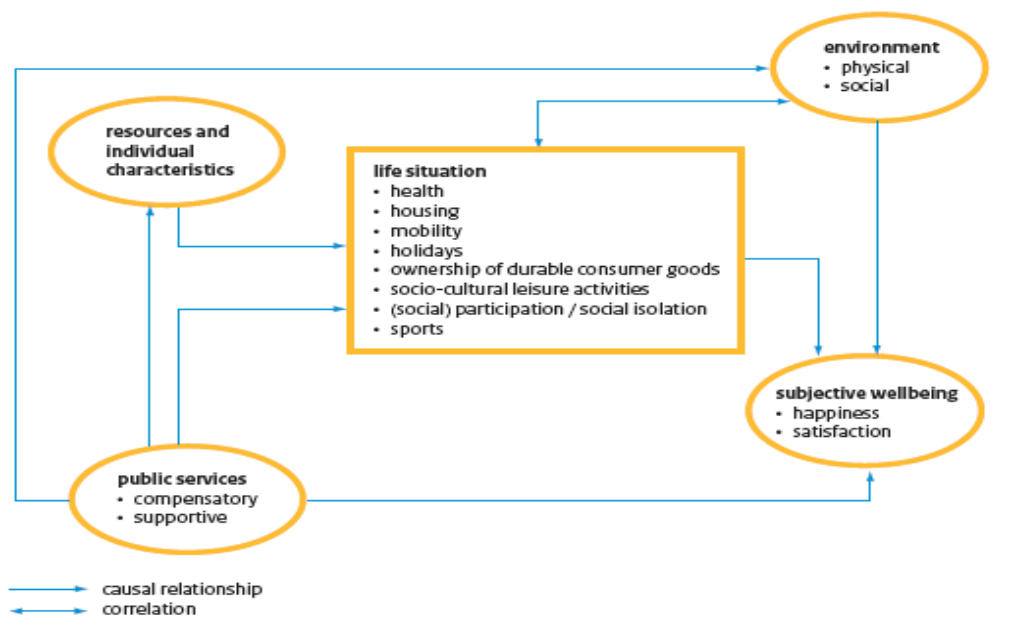 environment
• physical
• social
resources and
individual
characteristics
life situation
• health
• housing
• mobility
• holidays
• ownership of durable consumer goods
• socio-cultural leisure activities
• (social) participation / social isolation
• sports
subjective wellbeing
• happiness
• satisfaction
public services
• compensatory
• supportive
causal relationship
correlation